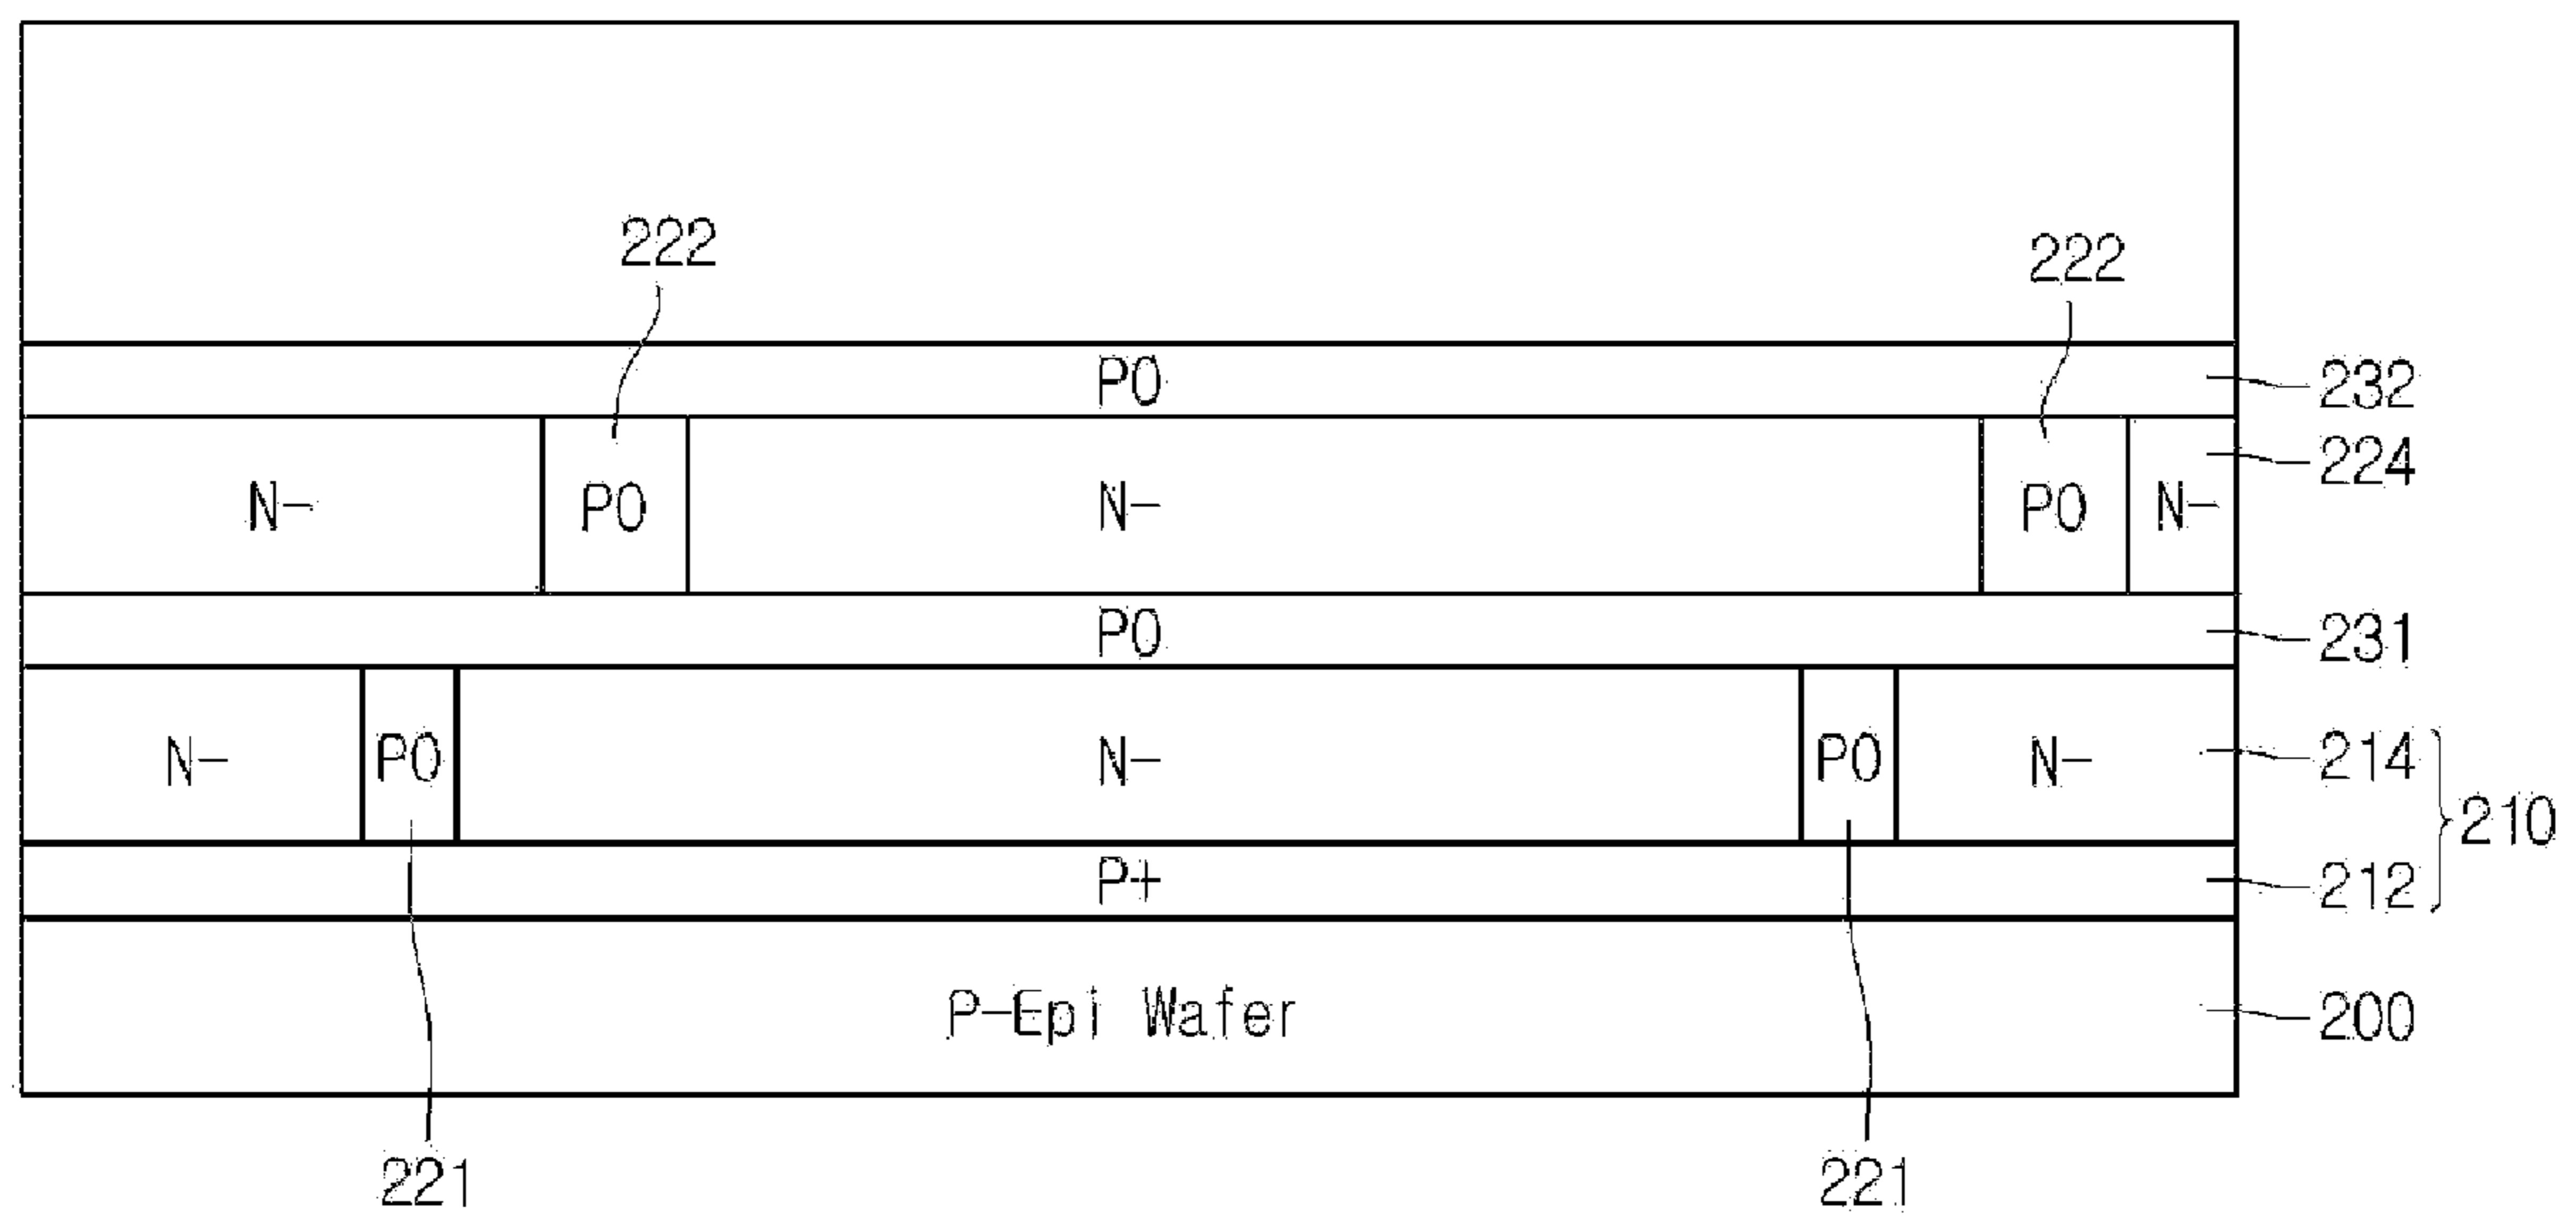 222 222
P0 232
N- P0 N- P0 N- 224
P0 231
N- P0 N- P0 N- 214
210
P+ 212
P-Epi Wafer 200
221 221